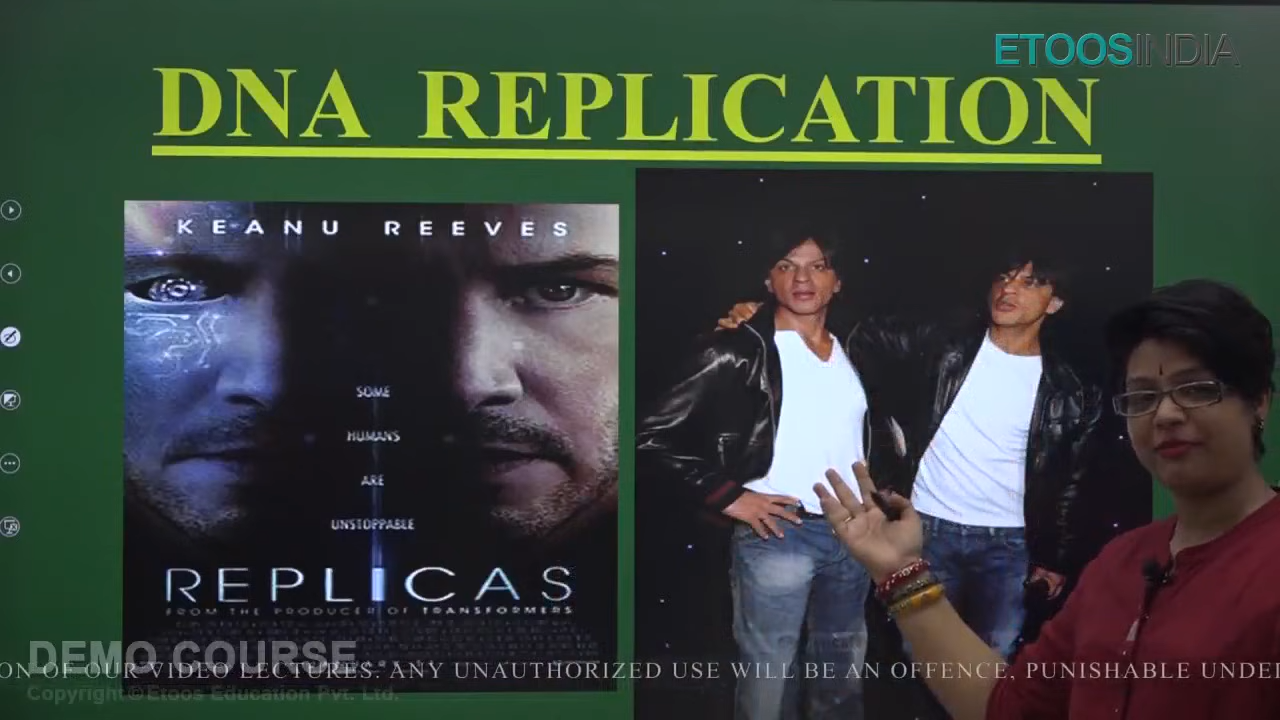 ETOOSINDIA
DNA REPLICATION
KEANU REEVES
SOME
HUMANS
ARE
UNSTOPPABLE
REPLICAS
FROM THE PRODUCER OF TRANSFORMERS
DEMO COURSE
ON OF OUR VIDEO LECTURES. ANY UNAUTHORIZED USE WILL BE AN OFFENCE, PUNISHABLE UNDE
Copyright©Etoos Education Pvt. Ltd.